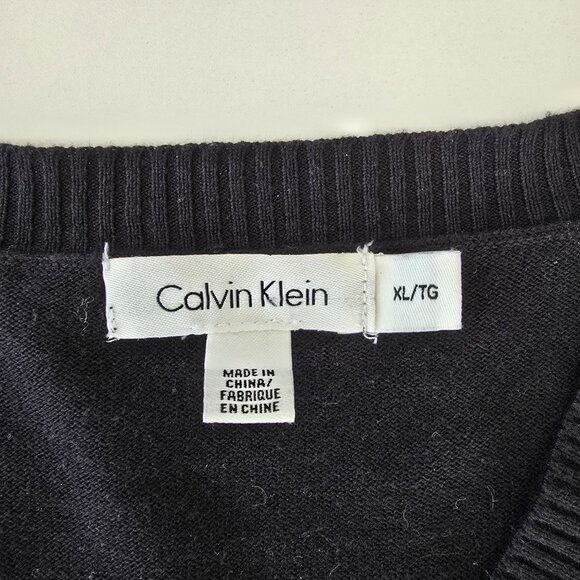 Calvin Klein
XL/TG
MADE IN
CHINA/
FABRIQUE
EN CHINE